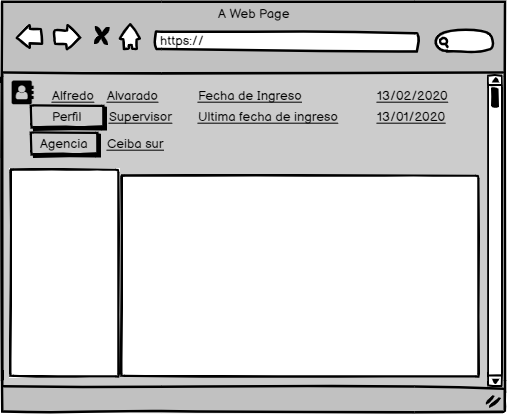 A Web Page
https://
Alfredo Alvarado Fecha de Ingreso 13/02/2020
Perfil Supervisor Ultima fecha de ingreso 13/01/2020
Agencia Ceiba sur